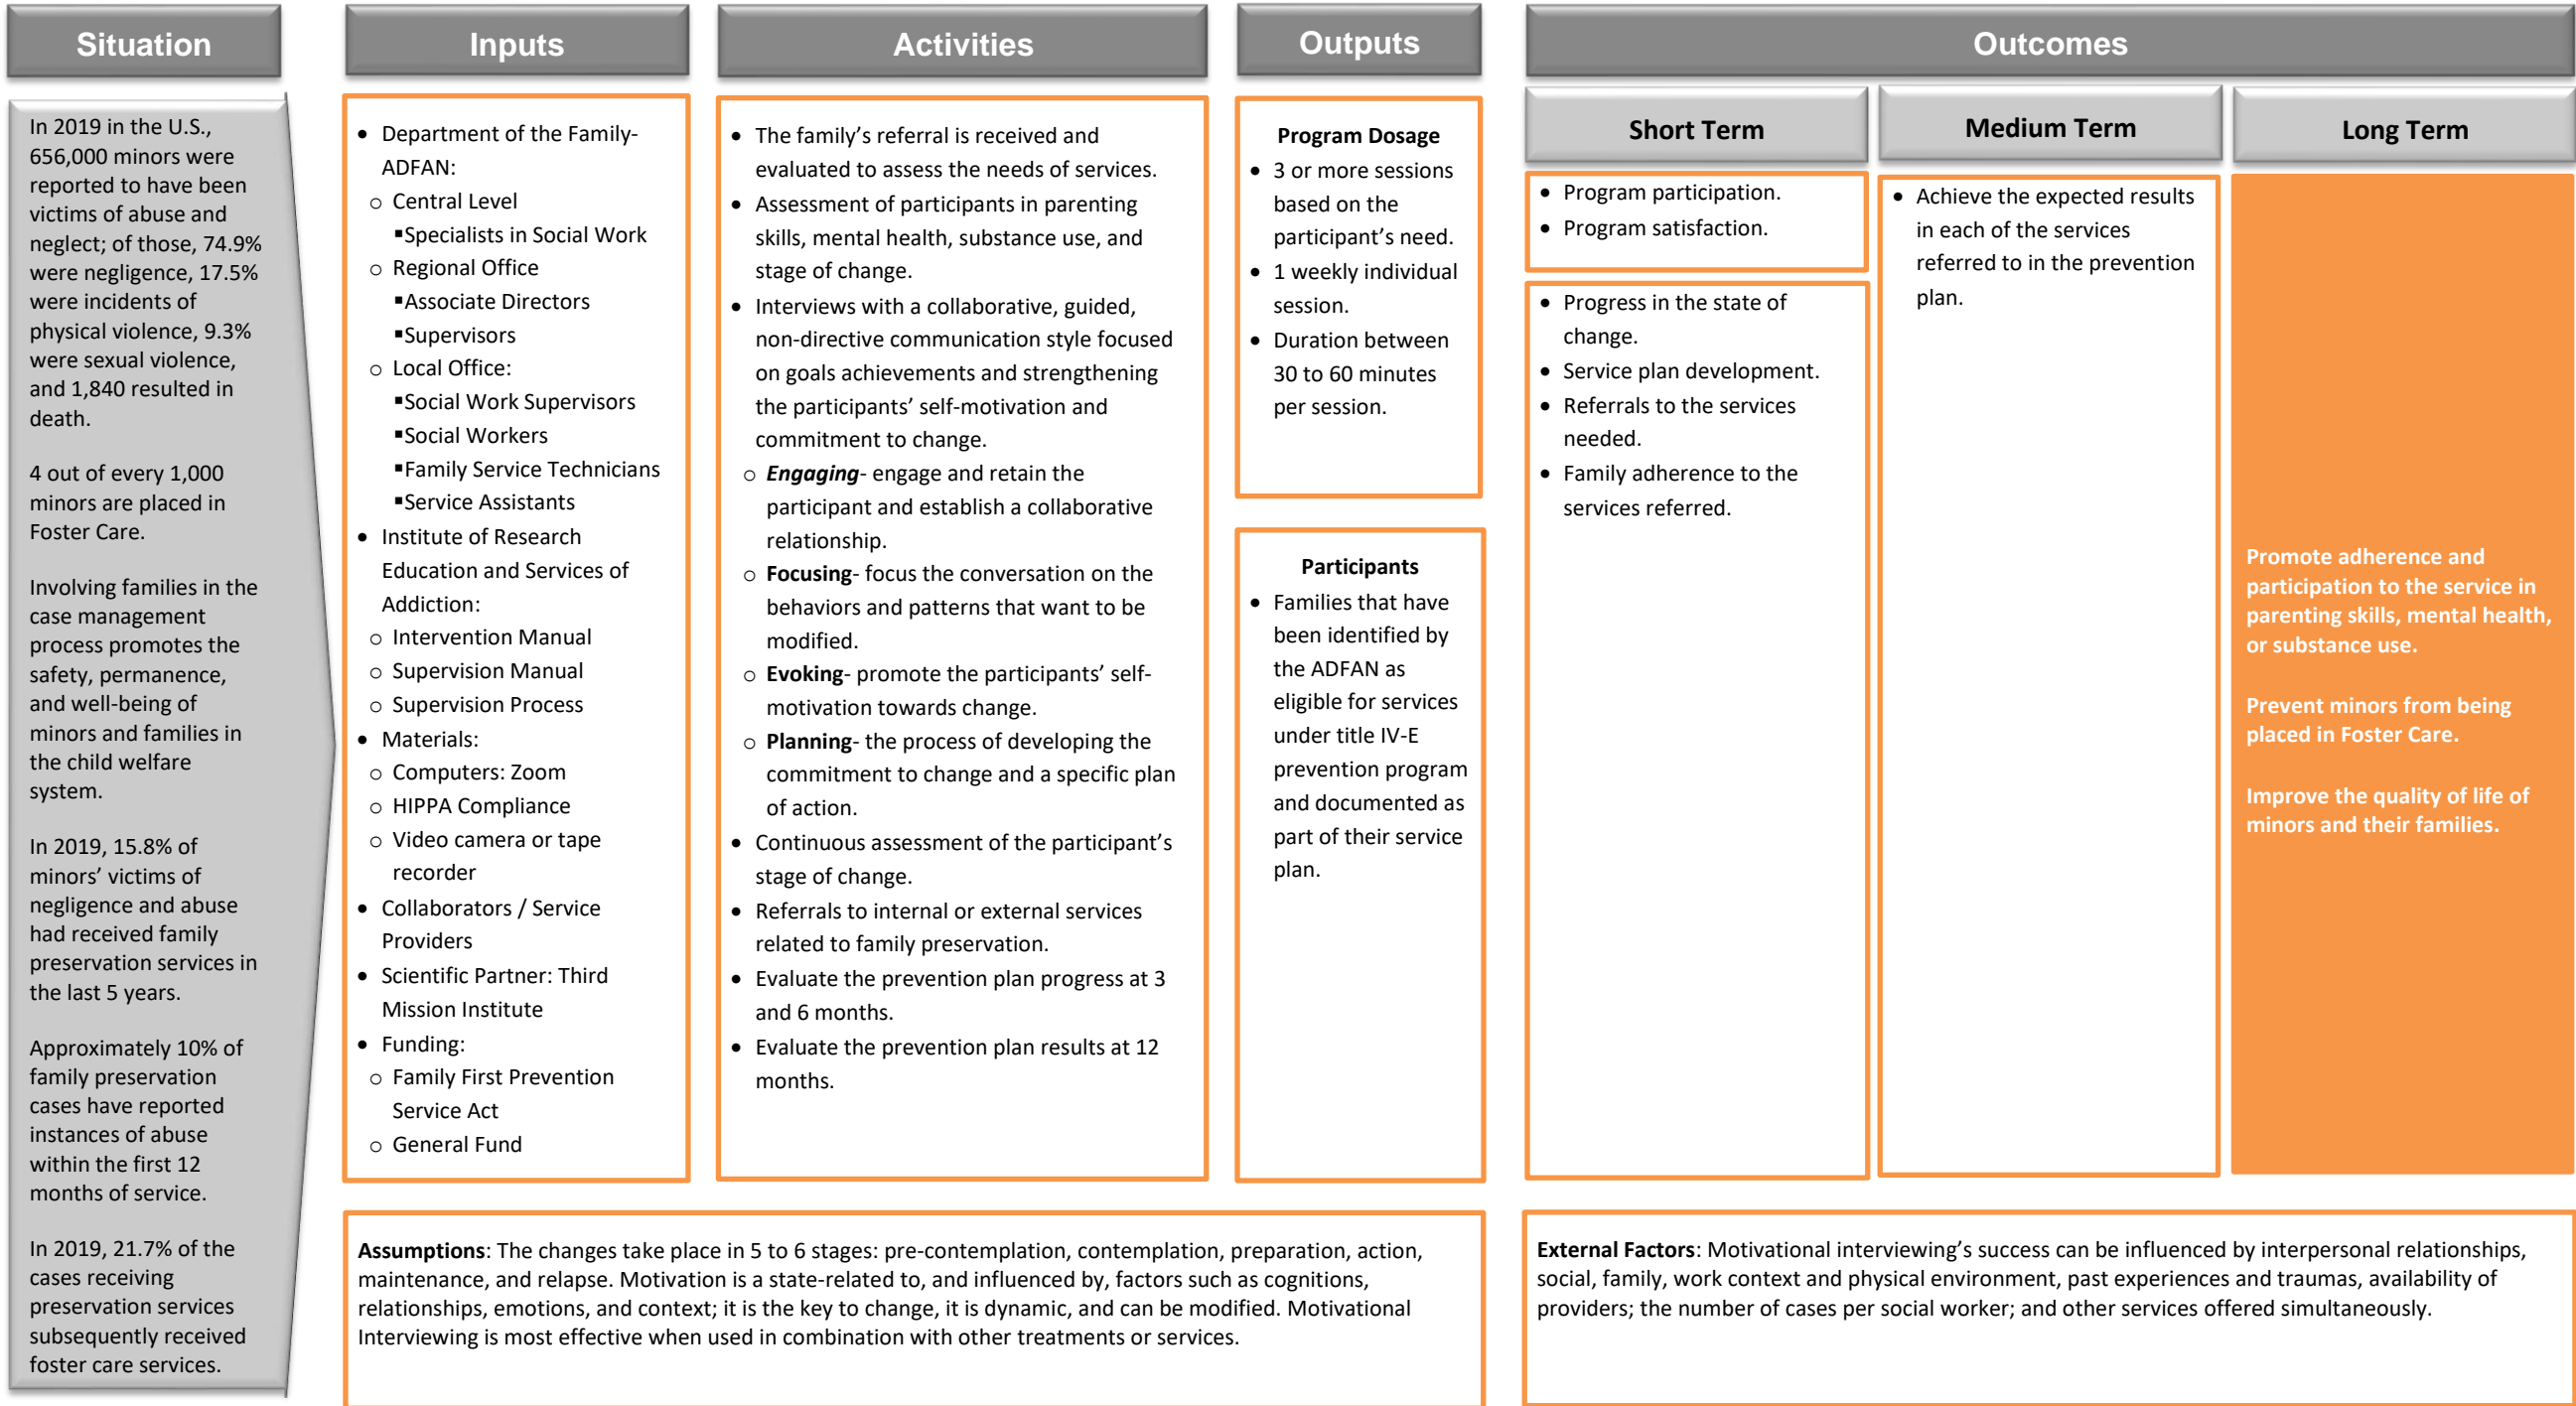 Situation
In 2019 in the U.S.,
656,000 minors were
reported to have been
victims of abuse and
neglect; of those, 74.9%
were negligence, 17.5%
were incidents of
physical violence, 9.3%
were sexual violence,
and 1,840 resulted in
death.
4 out of every 1,000
minors are placed in
Foster Care.
Involving families in the
case management
process promotes the
safety, permanence,
and well-being of
minors and families in
the child welfare
system.
In 2019, 15.8% of
minors’ victims of
negligence and abuse
had received family
preservation services in
the last 5 years.
Approximately 10% of
family preservation
cases have reported
instances of abuse
within the first 12
months of service.
In 2019, 21.7% of the
cases receiving
preservation services
subsequently received
foster care services.
Inputs
• Department of the Family-
ADFAN:
o Central Level
▪Specialists in Social Work
o Regional Office
▪Associate Directors
▪Supervisors
o Local Office:
▪Social Work Supervisors
▪Social Workers
▪Family Service Technicians
▪Service Assistants
• Institute of Research
Education and Services of
Addiction:
o Intervention Manual
o Supervision Manual
o Supervision Process
• Materials:
o Computers: Zoom
o HIPPA Compliance
o Video camera or tape
recorder
• Collaborators / Service
Providers
• Scientific Partner: Third
Mission Institute
• Funding:
o Family First Prevention
Service Act
o General Fund
Activities
• The family’s referral is received and
evaluated to assess the needs of services.
• Assessment of participants in parenting
skills, mental health, substance use, and
stage of change.
• Interviews with a collaborative, guided,
non-directive communication style focused
on goals achievements and strengthening
the participants’ self-motivation and
commitment to change.
o Engaging- engage and retain the
participant and establish a collaborative
relationship.
o Focusing- focus the conversation on the
behaviors and patterns that want to be
modified.
o Evoking- promote the participants’ self-
motivation towards change.
o Planning- the process of developing the
commitment to change and a specific plan
of action.
• Continuous assessment of the participant’s
stage of change.
• Referrals to internal or external services
related to family preservation.
• Evaluate the prevention plan progress at 3
and 6 months.
• Evaluate the prevention plan results at 12
months.
Outputs
Program Dosage
• 3 or more sessions
based on the
participant’s need.
• 1 weekly individual
session.
• Duration between
30 to 60 minutes
per session.
Participants
• Families that have
been identified by
the ADFAN as
eligible for services
under title IV-E
prevention program
and documented as
part of their service
plan.
Outcomes
Short Term
• Program participation.
• Program satisfaction.
• Progress in the state of
change.
• Service plan development.
• Referrals to the services
needed.
• Family adherence to the
services referred.
Medium Term
• Achieve the expected results
in each of the services
referred to in the prevention
plan.
Long Term
Promote adherence and
participation to the service in
parenting skills, mental health,
or substance use.
Prevent minors from being
placed in Foster Care.
Improve the quality of life of
minors and their families.
Assumptions: The changes take place in 5 to 6 stages: pre-contemplation, contemplation, preparation, action,
maintenance, and relapse. Motivation is a state-related to, and influenced by, factors such as cognitions,
relationships, emotions, and context; it is the key to change, it is dynamic, and can be modified. Motivational
Interviewing is most effective when used in combination with other treatments or services.
External Factors: Motivational interviewing’s success can be influenced by interpersonal relationships,
social, family, work context and physical environment, past experiences and traumas, availability of
providers; the number of cases per social worker; and other services offered simultaneously.